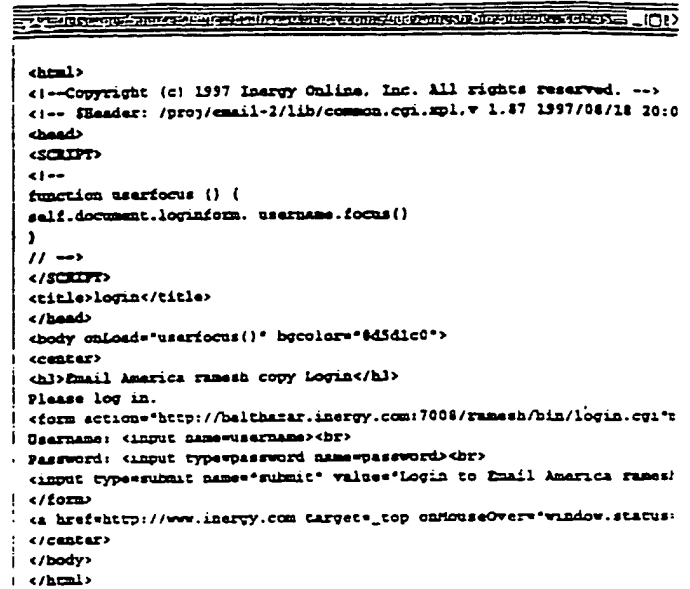 <html>
<!--Copyright (c) 1997 Inergy Online, Inc. All rights reserved. -->
<!-- $Header: /proj/email-2/lib/common.cgi.xpl,v 1.87 1997/08/18 20:0
<head>
<SCRIPT>
<!--
function userfocus () {
self.document.loginform. username.focus()
}
// -->
</SCRIPT>
<title>login</title>
</head>
<body onLoad="userfocus()" bgcolor="#d5d1c0">
<center>
<h3>Email America ramesh copy Login</h3>
Please log in.
<form action="http://balthazar.inergy.com:7008/ramesh/bin/login.cgi"t
Username: <input name=username><br>
Password: <input type=password name=password><br>
<input type=submit name="submit" value="Login to Email America ramesh
</form>
<a href=http://www.inergy.com target=_top onMouseOver="window.status:
</center>
</body>
</html>